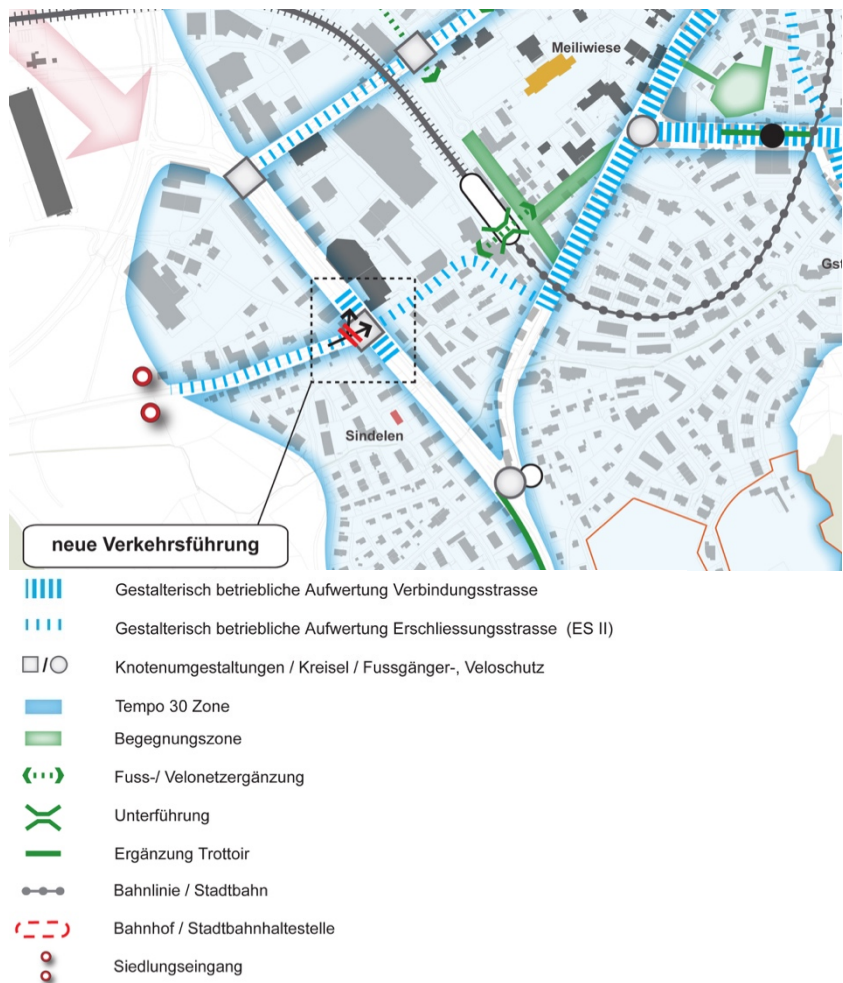 Meiliwiese
Gst
Sindelen
neue Verkehrsführung
Gestalterisch betriebliche Aufwertung Verbindungsstrasse
Gestalterisch betriebliche Aufwertung Erschliessungsstrasse (ES II)
/ Knotenumgestaltungen / Kreisel / Fussgänger-, Veloschutz
Tempo 30 Zone
Begegnungszone
Fuss-/ Velonetzergänzung
Unterführung
Ergänzung Trottoir
Bahnlinie / Stadtbahn
Bahnhof / Stadtbahnhaltestelle
Siedlungseingang